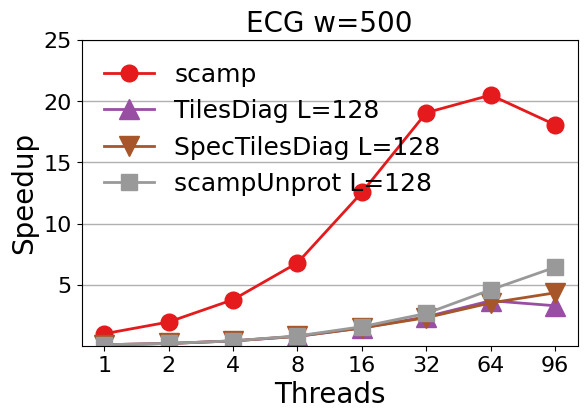 ECG w=500
25
20
15
10
5
Speedup
scamp
TilesDiag L=128
SpecTilesDiag L=128
scampUnprot L=128
1 2 4 8 16 32 64 96
Threads